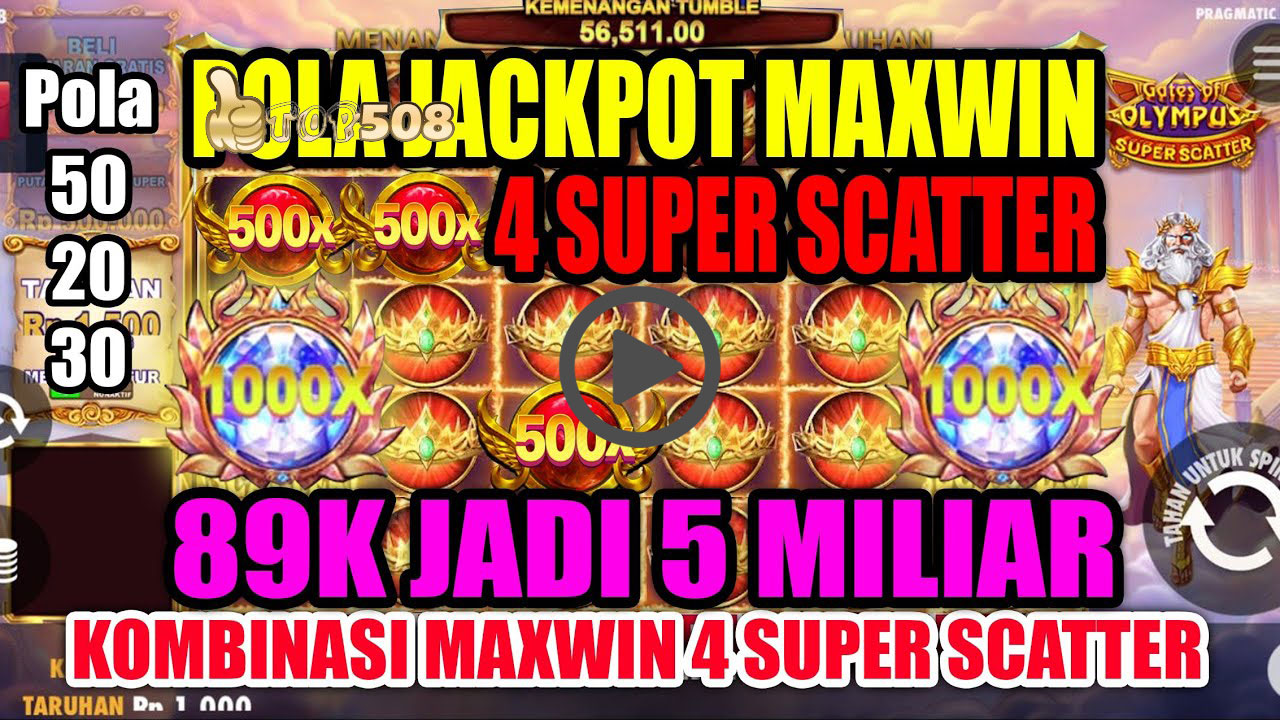 KEMENANGAN TUMBLE
56,511.00
PRAGMATIC
BELI
POLA JACKPOT MAXWIN
TOP508
Pola
50
20
30
Gates of
OLYMPUS
SUPER SCATTER
4 SUPER SCATTER
500x 500x
1000X 1000X
500x
TAHAN UNTUK SPI
89K JADI 5 MILIAR
KOMBINASI MAXWIN 4 SUPER SCATTER
TARUHAN Rp 1,000